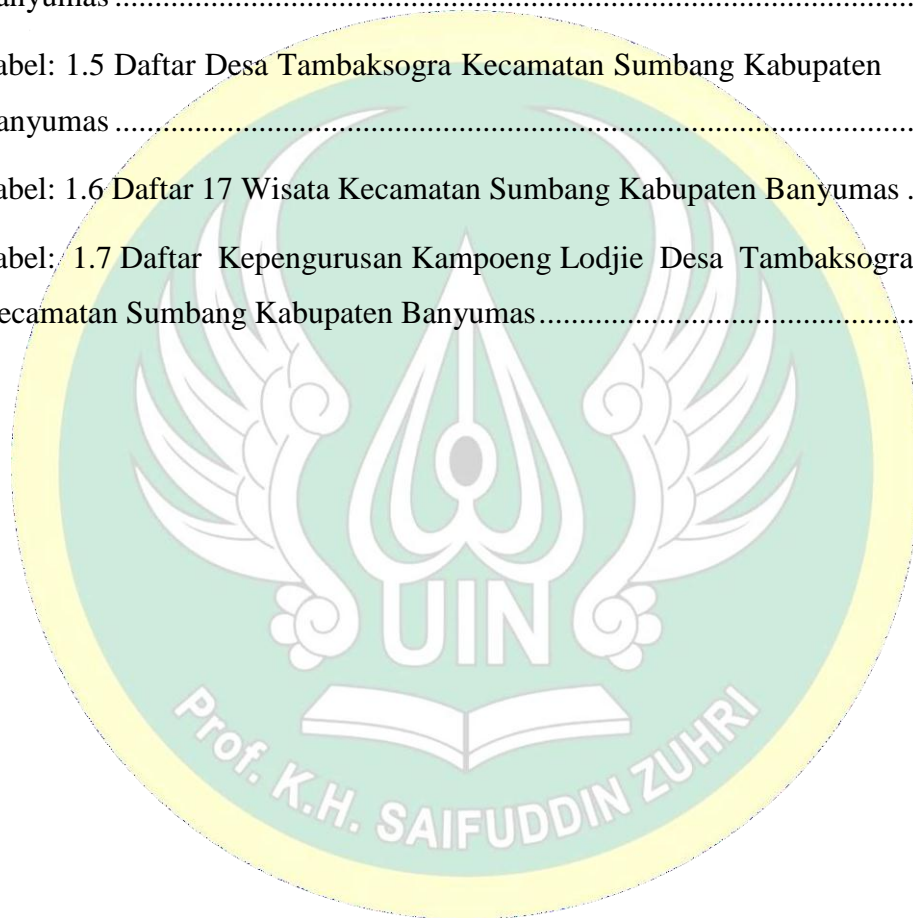 anyumas ........................................................................................................
abel: 1.5 Daftar Desa Tambaksogra Kecamatan Sumbang Kabupaten
anyumas ........................................................................................................
abel: 1.6 Daftar 17 Wisata Kecamatan Sumbang Kabupaten Banyumas .
abel: 1.7 Daftar Kepengurusan Kampoeng Lodjie Desa Tambaksogra
ecamatan Sumbang Kabupaten Banyumas ................................................
UIN
Prof. K.H. SAIFUDDIN ZUHRI